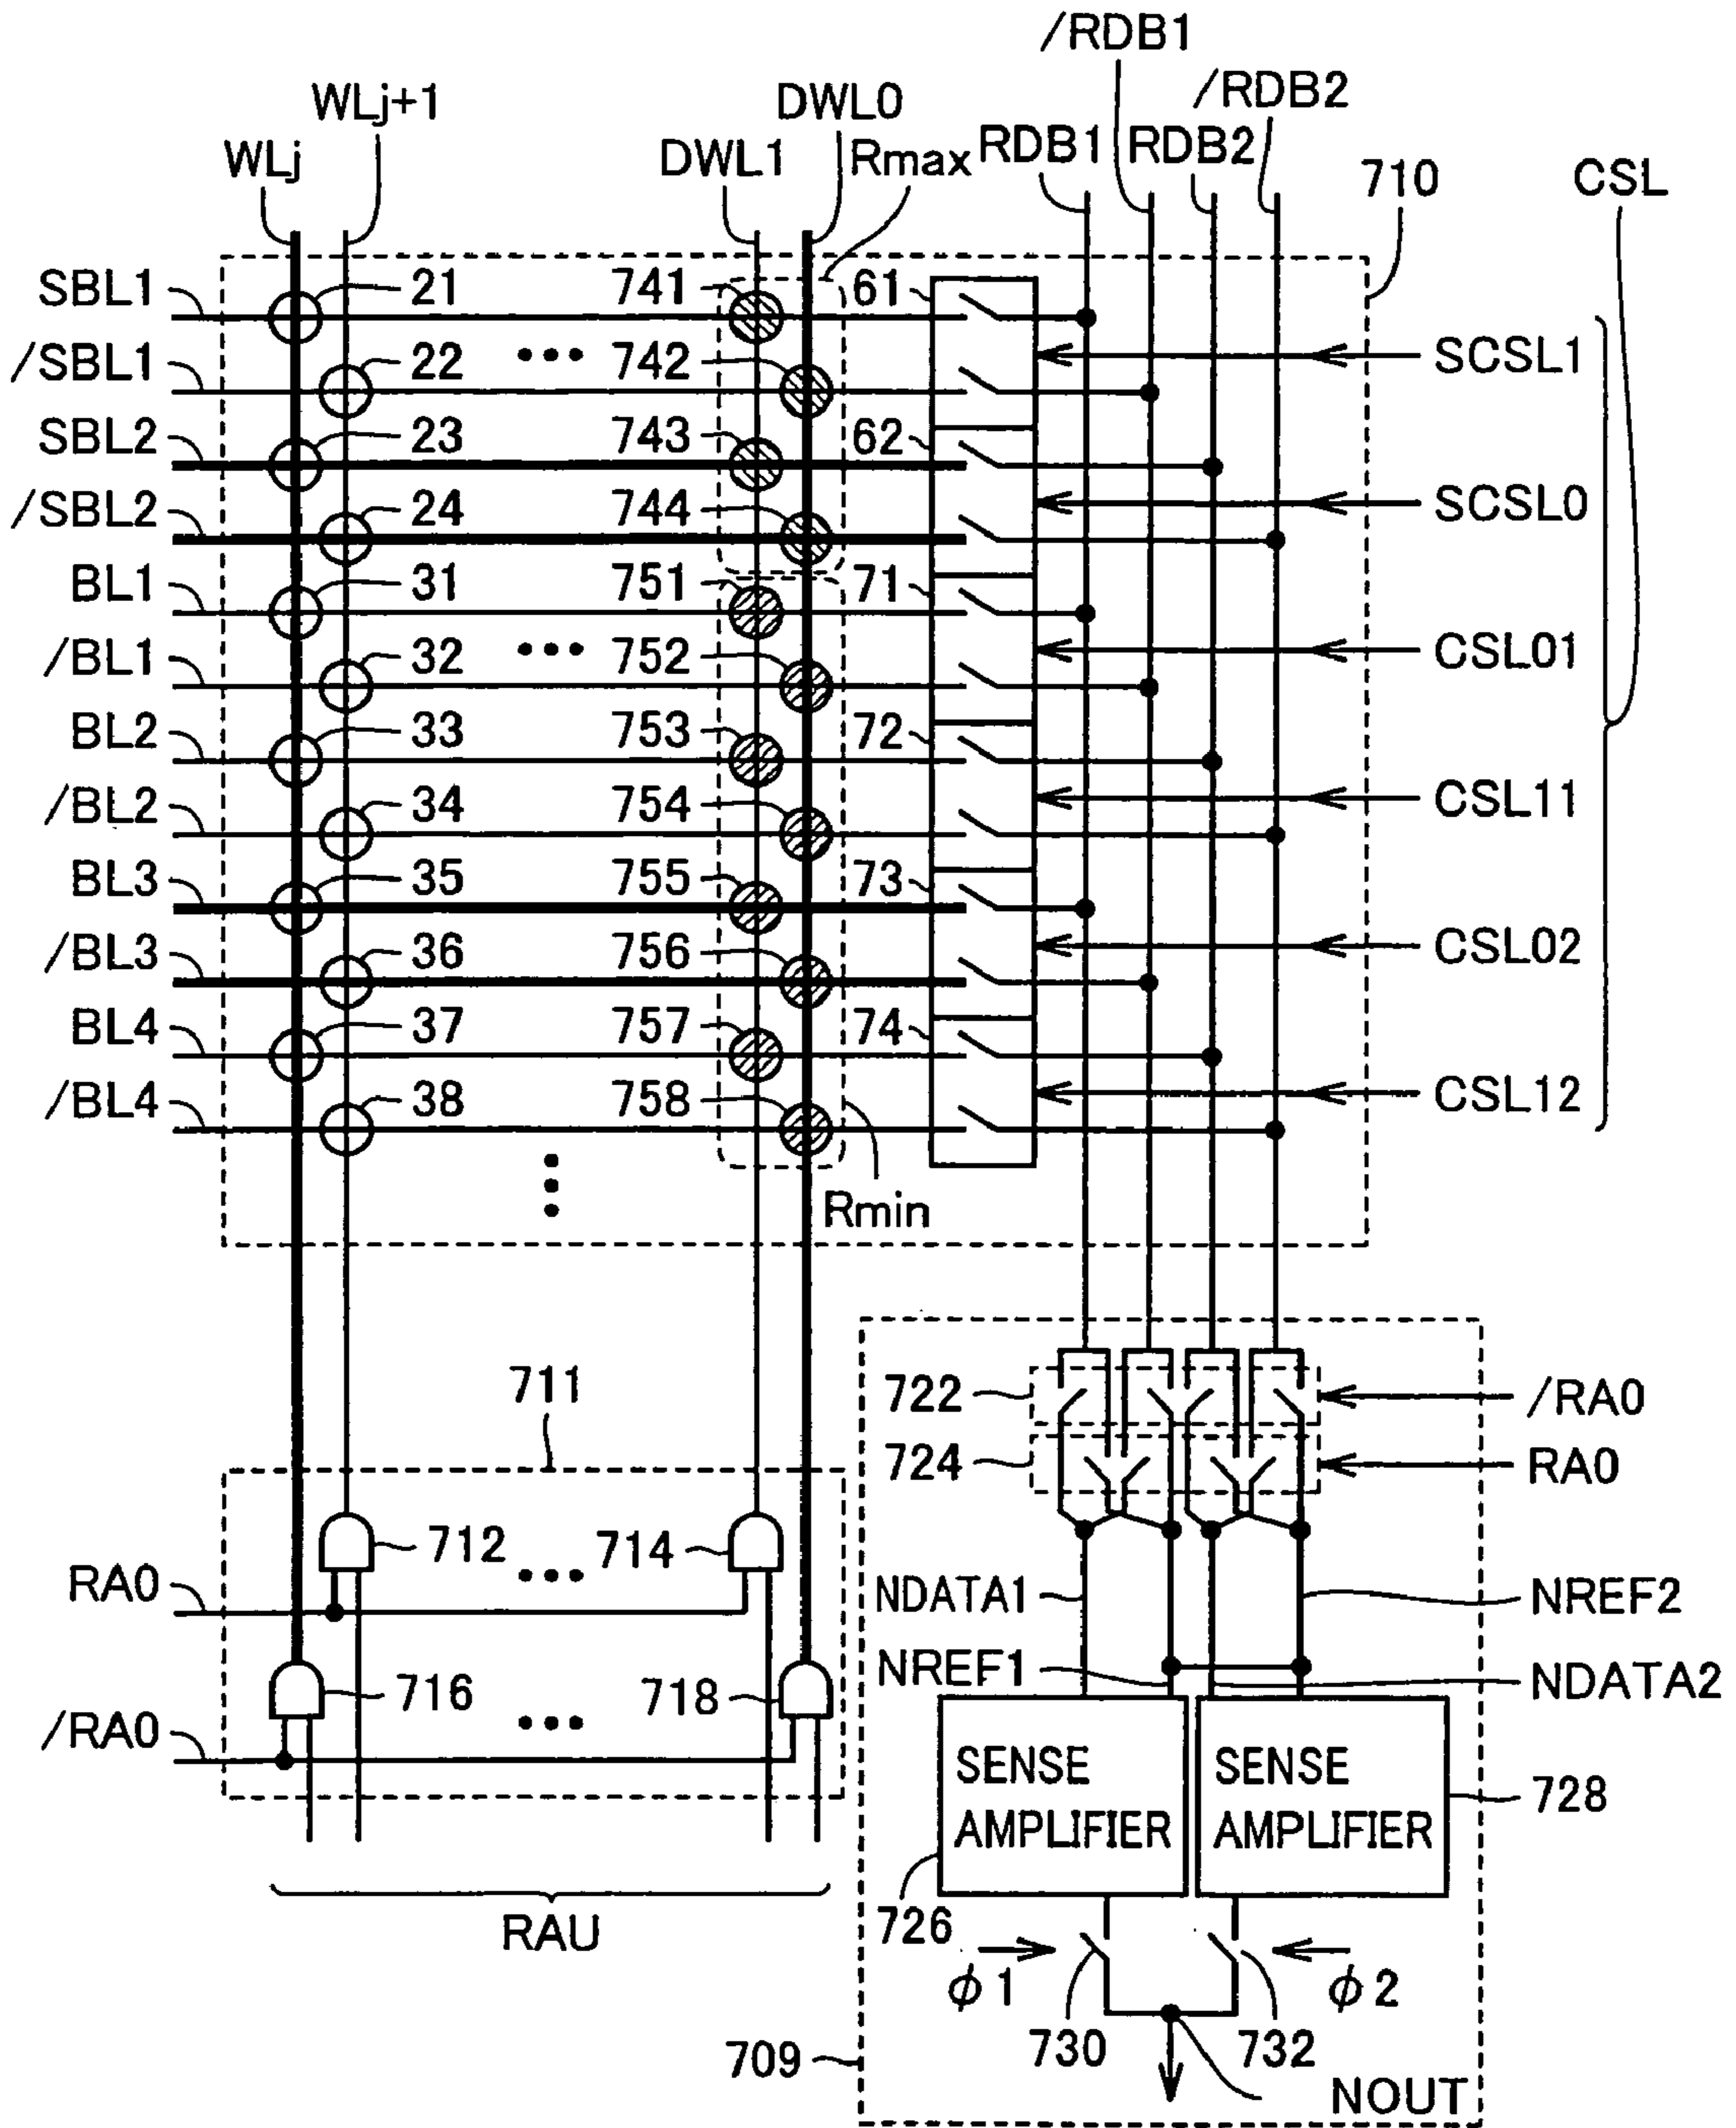 /RDB1
WLj+1
DWL0
/RDB2
WLj
DWL1
Rmax
RDB1
RDB2
710
CSL
SBL1
21
741
61
/SBL1
22
742
SCSL1
SBL2
23
743
62
/SBL2
24
744
SCSL0
BL1
31
751
71
/BL1
32
752
CSL01
BL2
33
753
72
/BL2
34
754
CSL11
BL3
35
755
73
/BL3
36
756
CSL02
BL4
37
757
74
/BL4
38
758
CSL12
Rmin
711
722
/RA0
724
RA0
712
714
RA0
NDATA1
NREF2
716
718
NREF1
NDATA2
/RA0
SENSE AMPLIFIER
SENSE AMPLIFIER
728
726
RAU
φ1
φ2
730
732
709
NOUT